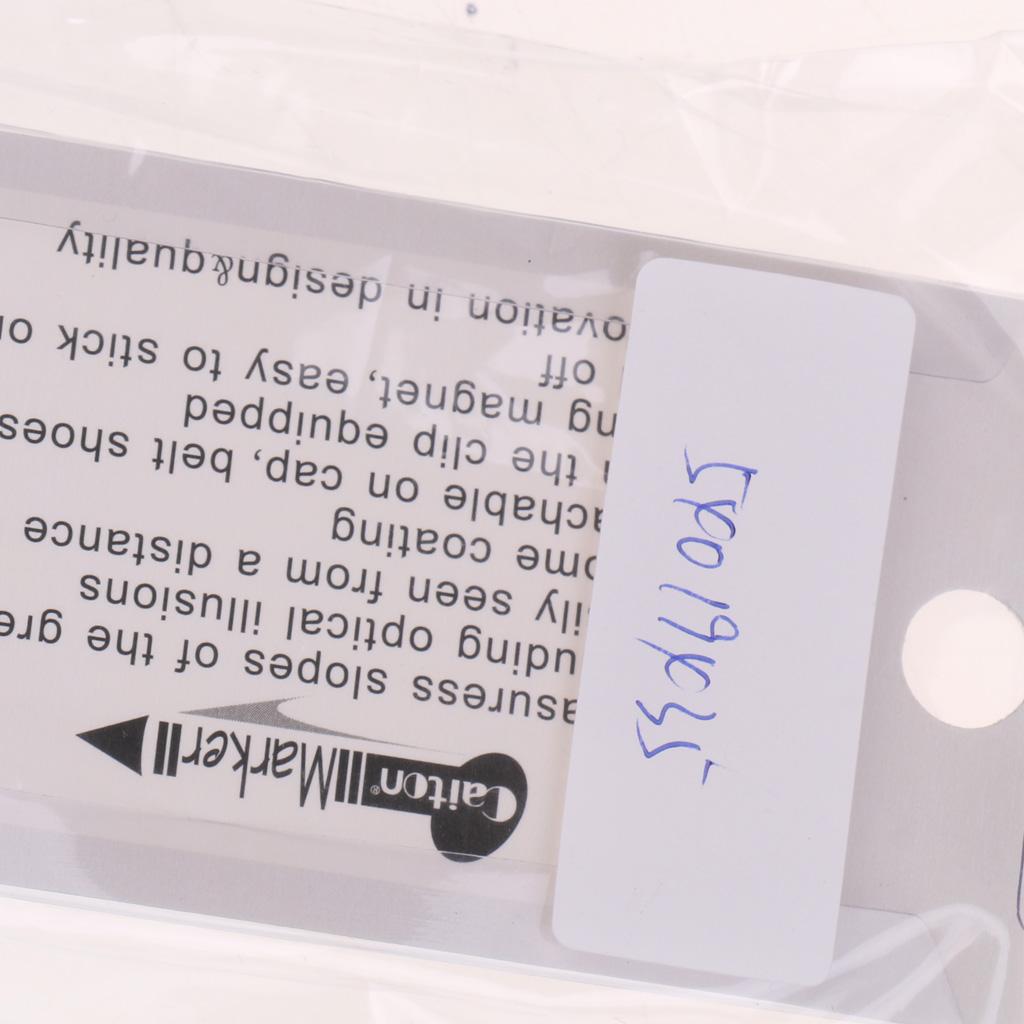 Caiton® Marker
asuress slopes of the gre
uding optical illusions
ily seen from a distance
ome coating
achable on cap, belt shoes
the clip equipped
ng magnet, easy to stick
off
ovation in design&quality